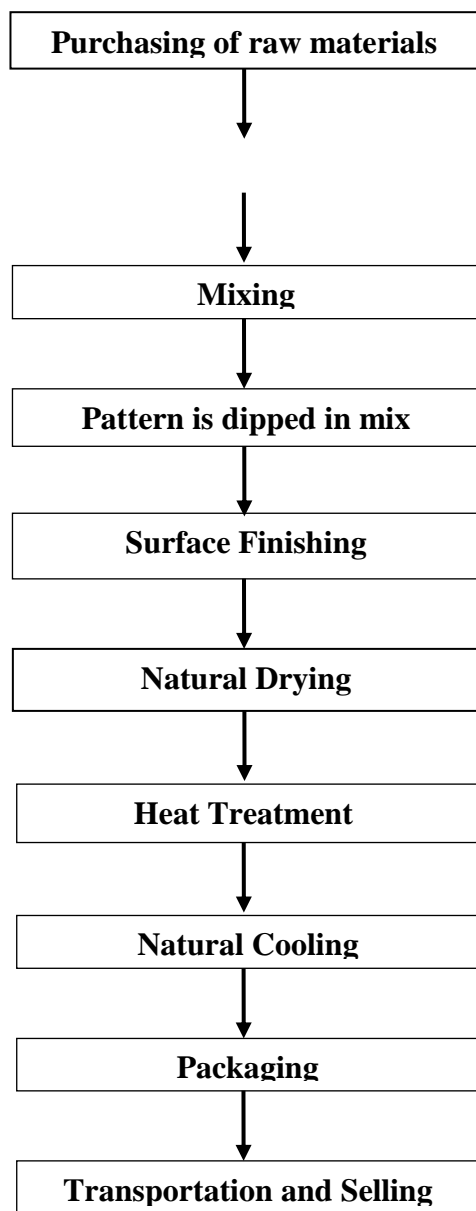 Purchasing of raw materials
Mixing
Pattern is dipped in mix
Surface Finishing
Natural Drying
Heat Treatment
Natural Cooling
Packaging
Transportation and Selling